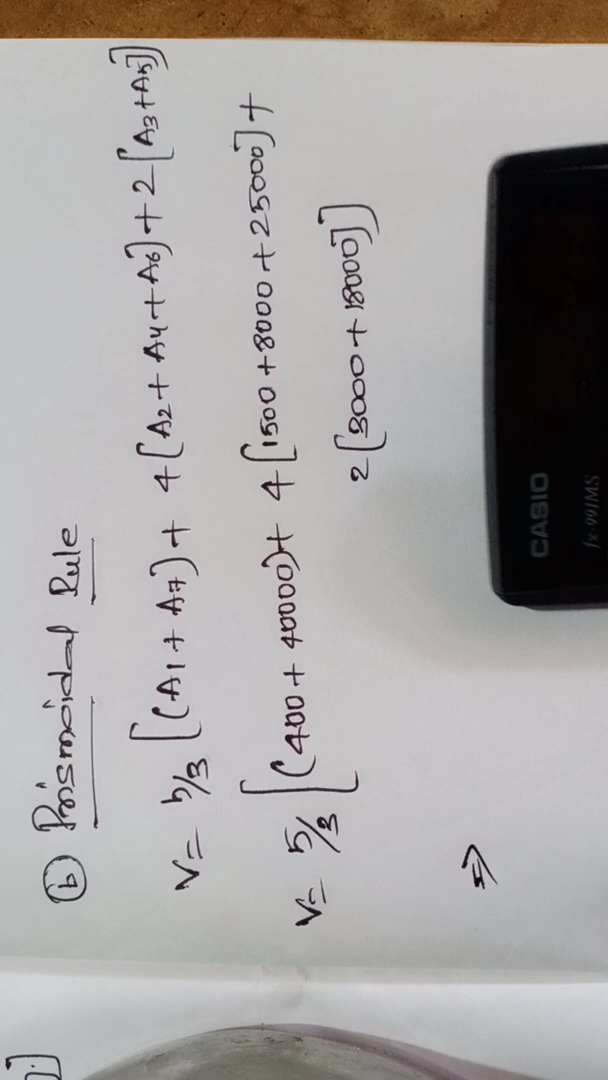 (b) Prismoidal Rule
V= h/3 [(A1 + A7) + 4 [A2 + A4 + A6] + 2 [A3 + A5]]
V= 5/3 [(400 + 40000)+ 4 [1500 + 8000 + 25000] +
2 [3000 + 18000]]
⇒
CASIO
fx-991MS